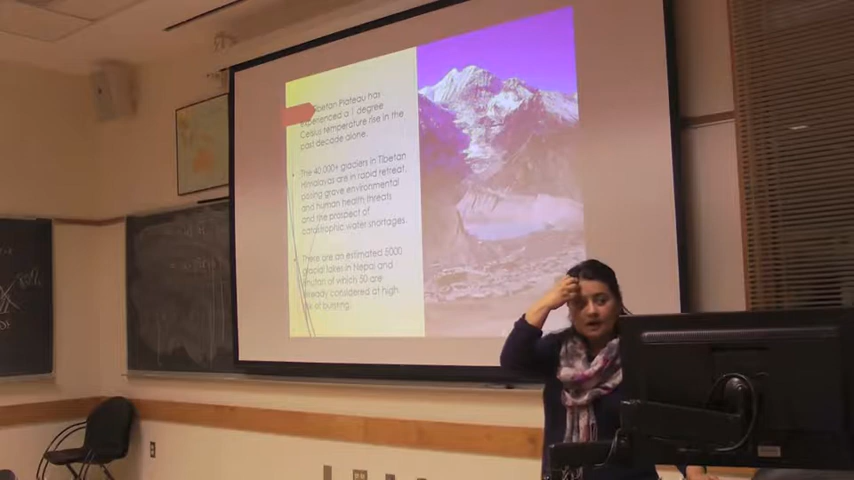 Tibetan Plateau has
experienced a 1 degree
Celsius temperature rise in the
past decade alone.
The 40,000+ glaciers in Tibetan
Himalayas are in rapid retreat,
posing grave environmental
and human health threats
and the prospect of
catastrophic water shortages.
There are an estimated 5000
glacial lakes in Nepal and
Bhutan of which 50 are
already considered at high
risk of bursting.